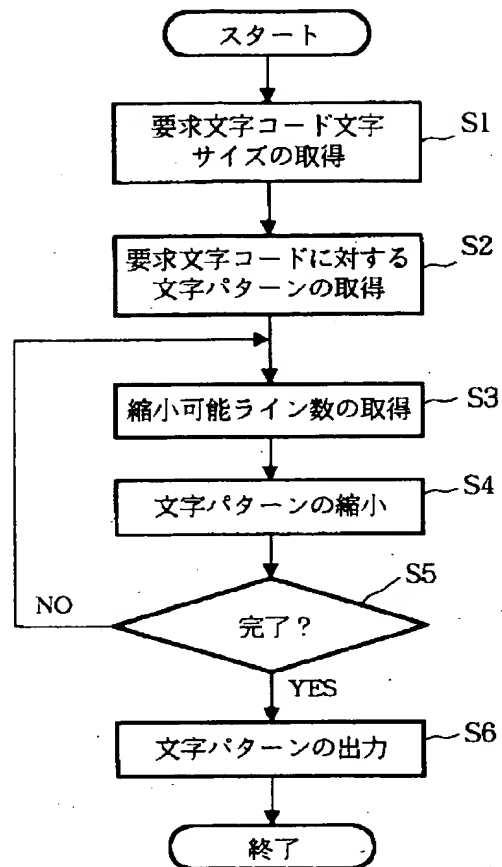 スタート
要求文字コード文字
サイズの取得
S1
要求文字コードに対する
文字パターンの取得
S2
縮小可能ライン数の取得
S3
文字パターンの縮小
S4
完了？
S5
NO
YES
文字パターンの出力
S6
終了